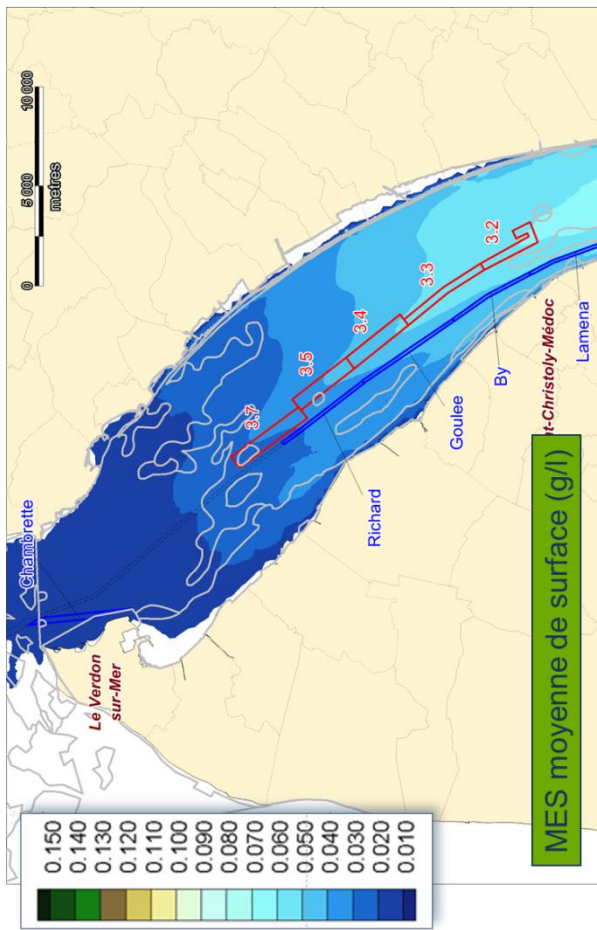 10 000
5 000
metres
0
Chambrette
Le Verdon
sur-Mer
3.7
3.5
3.4
3.3
3.2
Richard
Goulee
By
Lamena
nt-Christoly-Médoc
MES moyenne de surface (g/l)
0.150
0.140
0.130
0.120
0.110
0.100
0.090
0.080
0.070
0.060
0.050
0.040
0.030
0.020
0.010